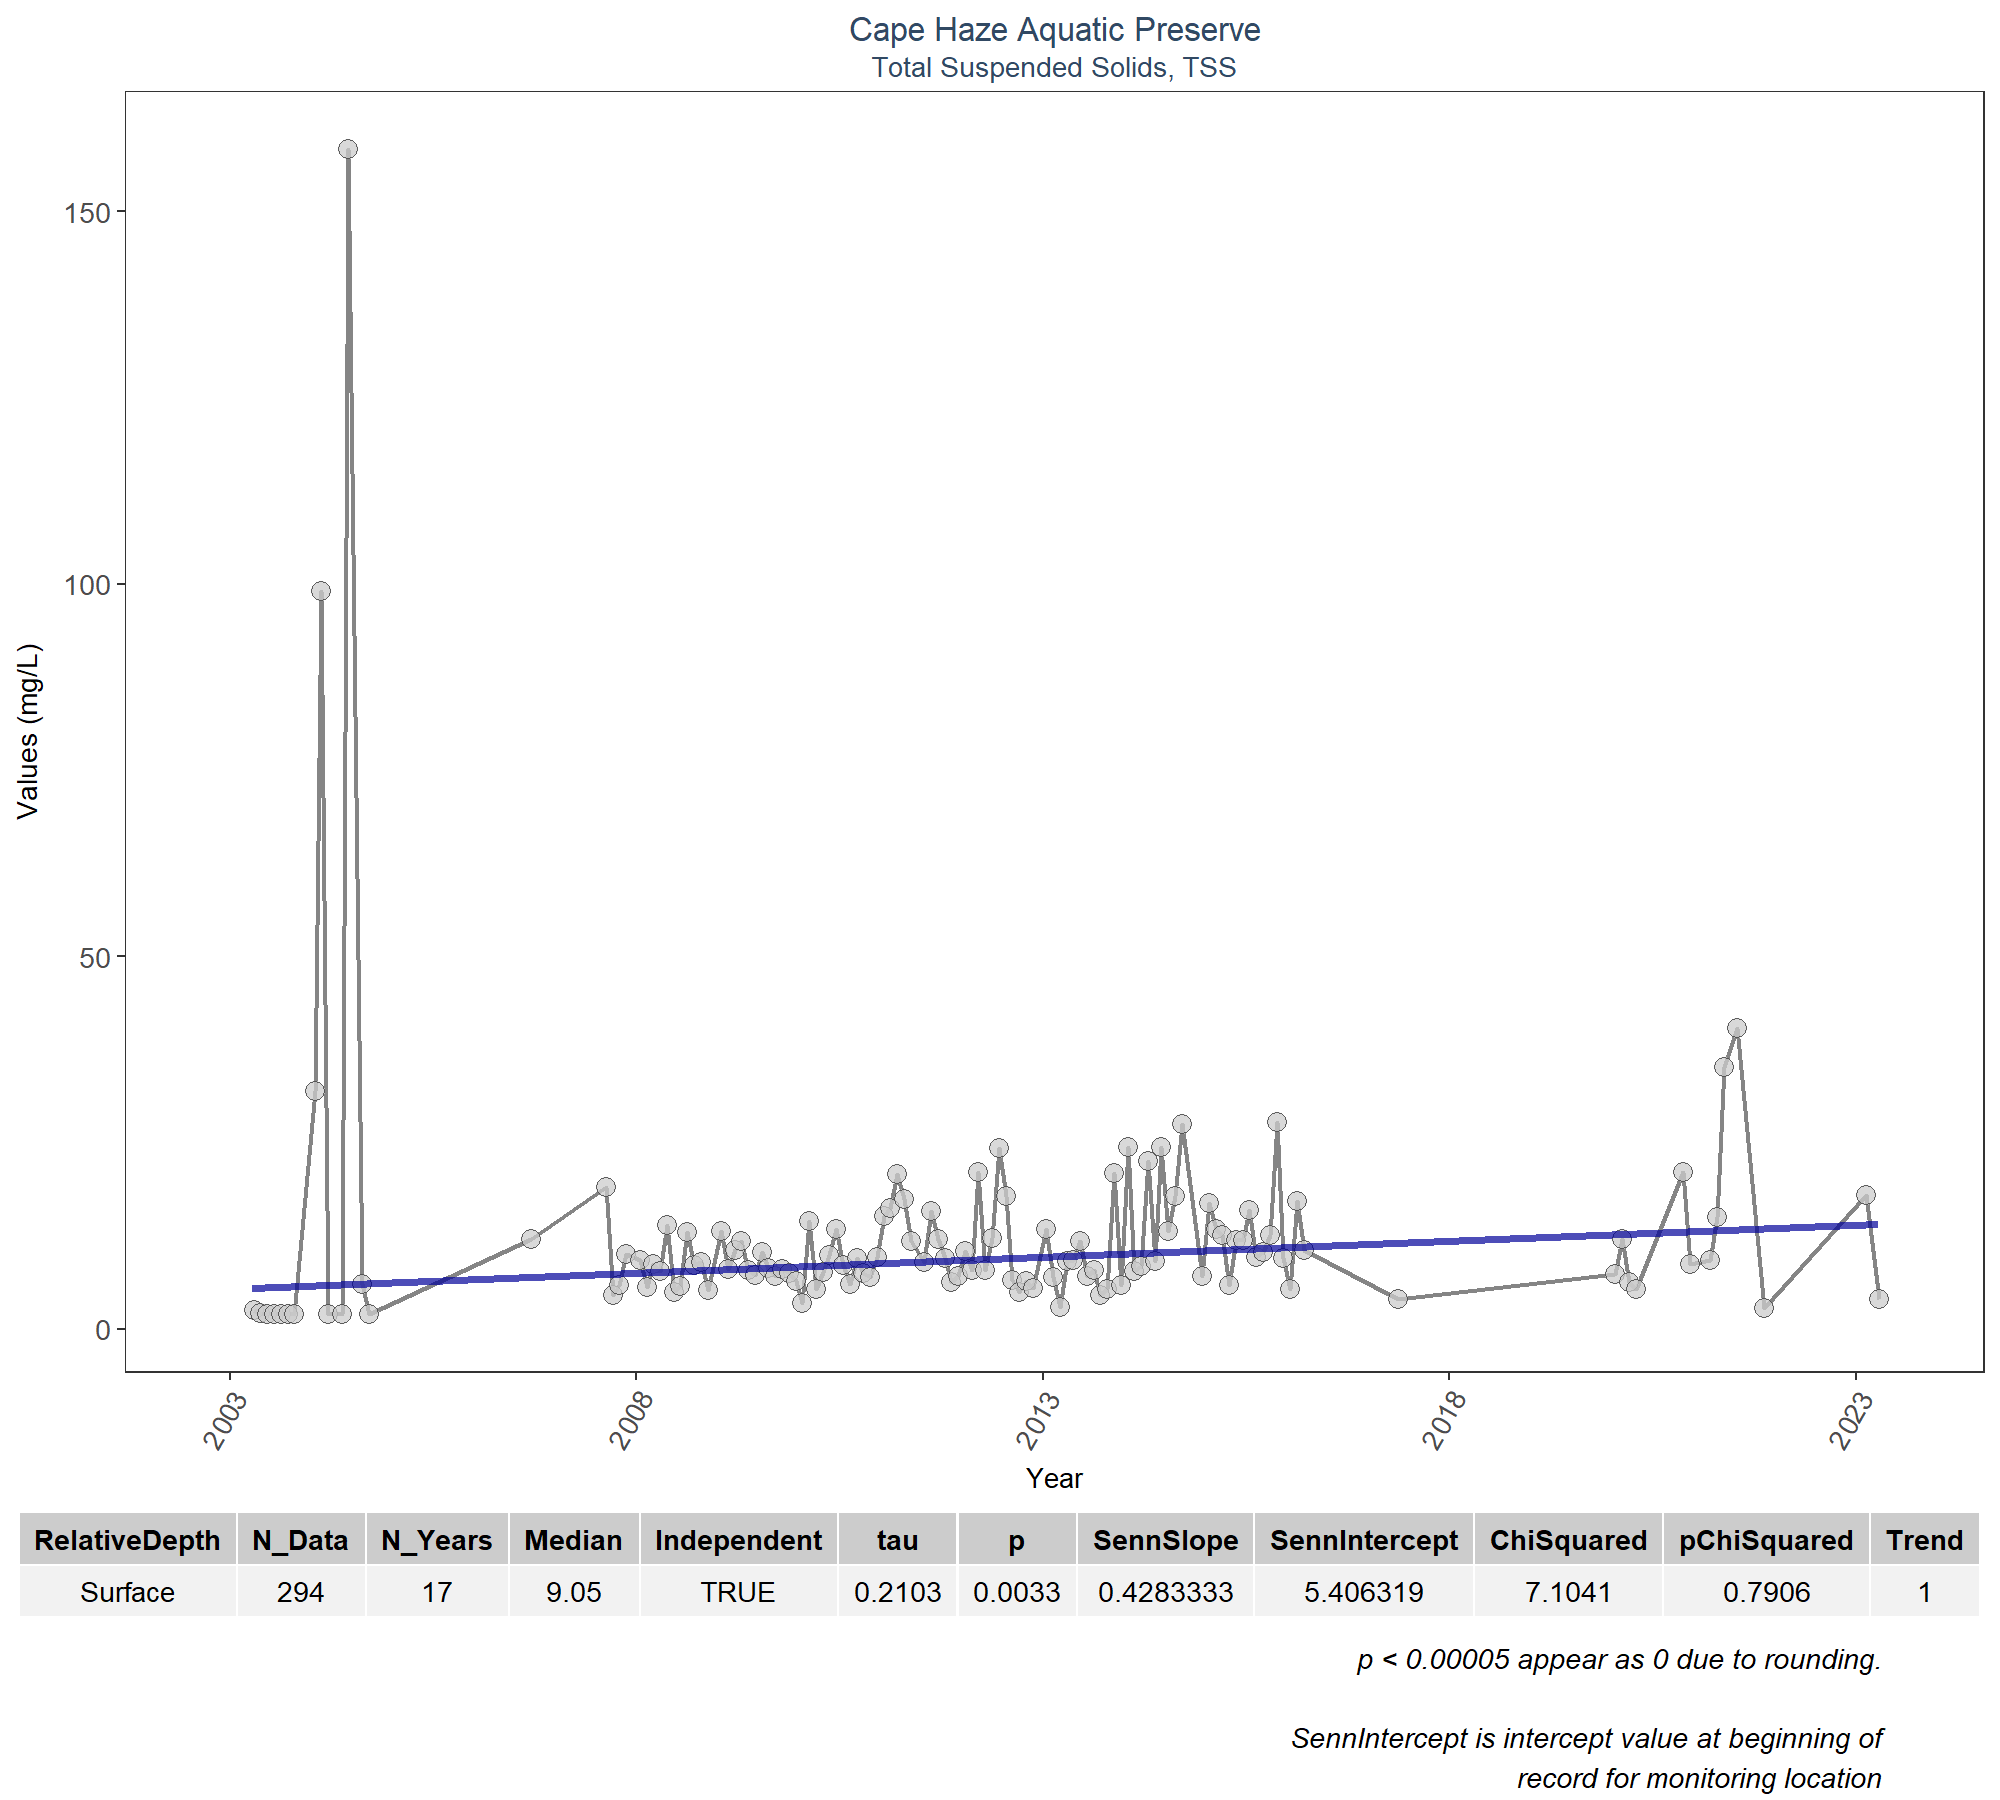 Cape Haze Aquatic Preserve
Total Suspended Solids, TSS
Values (mg/L)
150
100
50
0
2003 2008 2013 2018 2023
Year
RelativeDepth N_Data N_Years Median Independent tau p SennSlope SennIntercept ChiSquared pChiSquared Trend
Surface 294 17 9.05 TRUE 0.2103 0.0033 0.4283333 5.406319 7.1041 0.7906 1
p < 0.00005 appear as 0 due to rounding.
SennIntercept is intercept value at beginning of
record for monitoring location